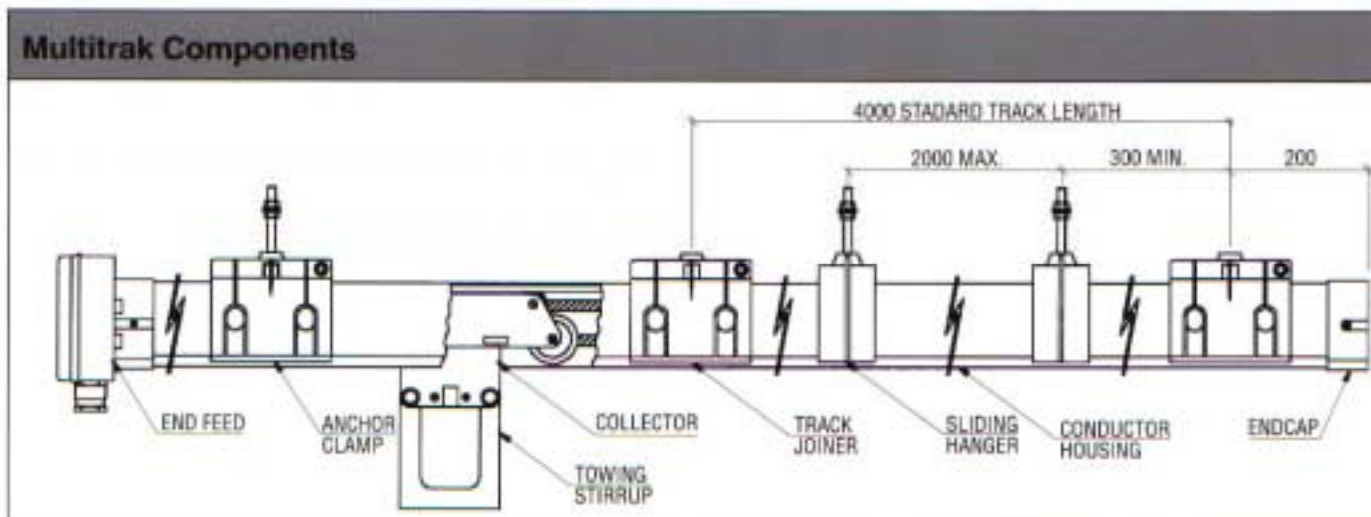 Multitrak Components
4000 STADARD TRACK LENGTH
2000 MAX.
300 MIN.
200
END FEED
ANCHOR
CLAMP
COLLECTOR
TOWING
STIRRUP
TRACK
JOINER
SLIDING
HANGER
CONDUCTOR
HOUSING
ENDCAP